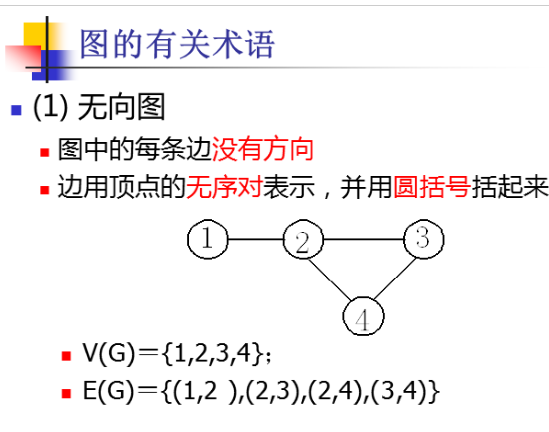 图的有关术语
(1) 无向图
图中的每条边没有方向
边用顶点的无序对表示，并用圆括号括起来
1 2 3
4
V(G)＝{1,2,3,4};
E(G)＝{(1,2 ),(2,3),(2,4),(3,4)}